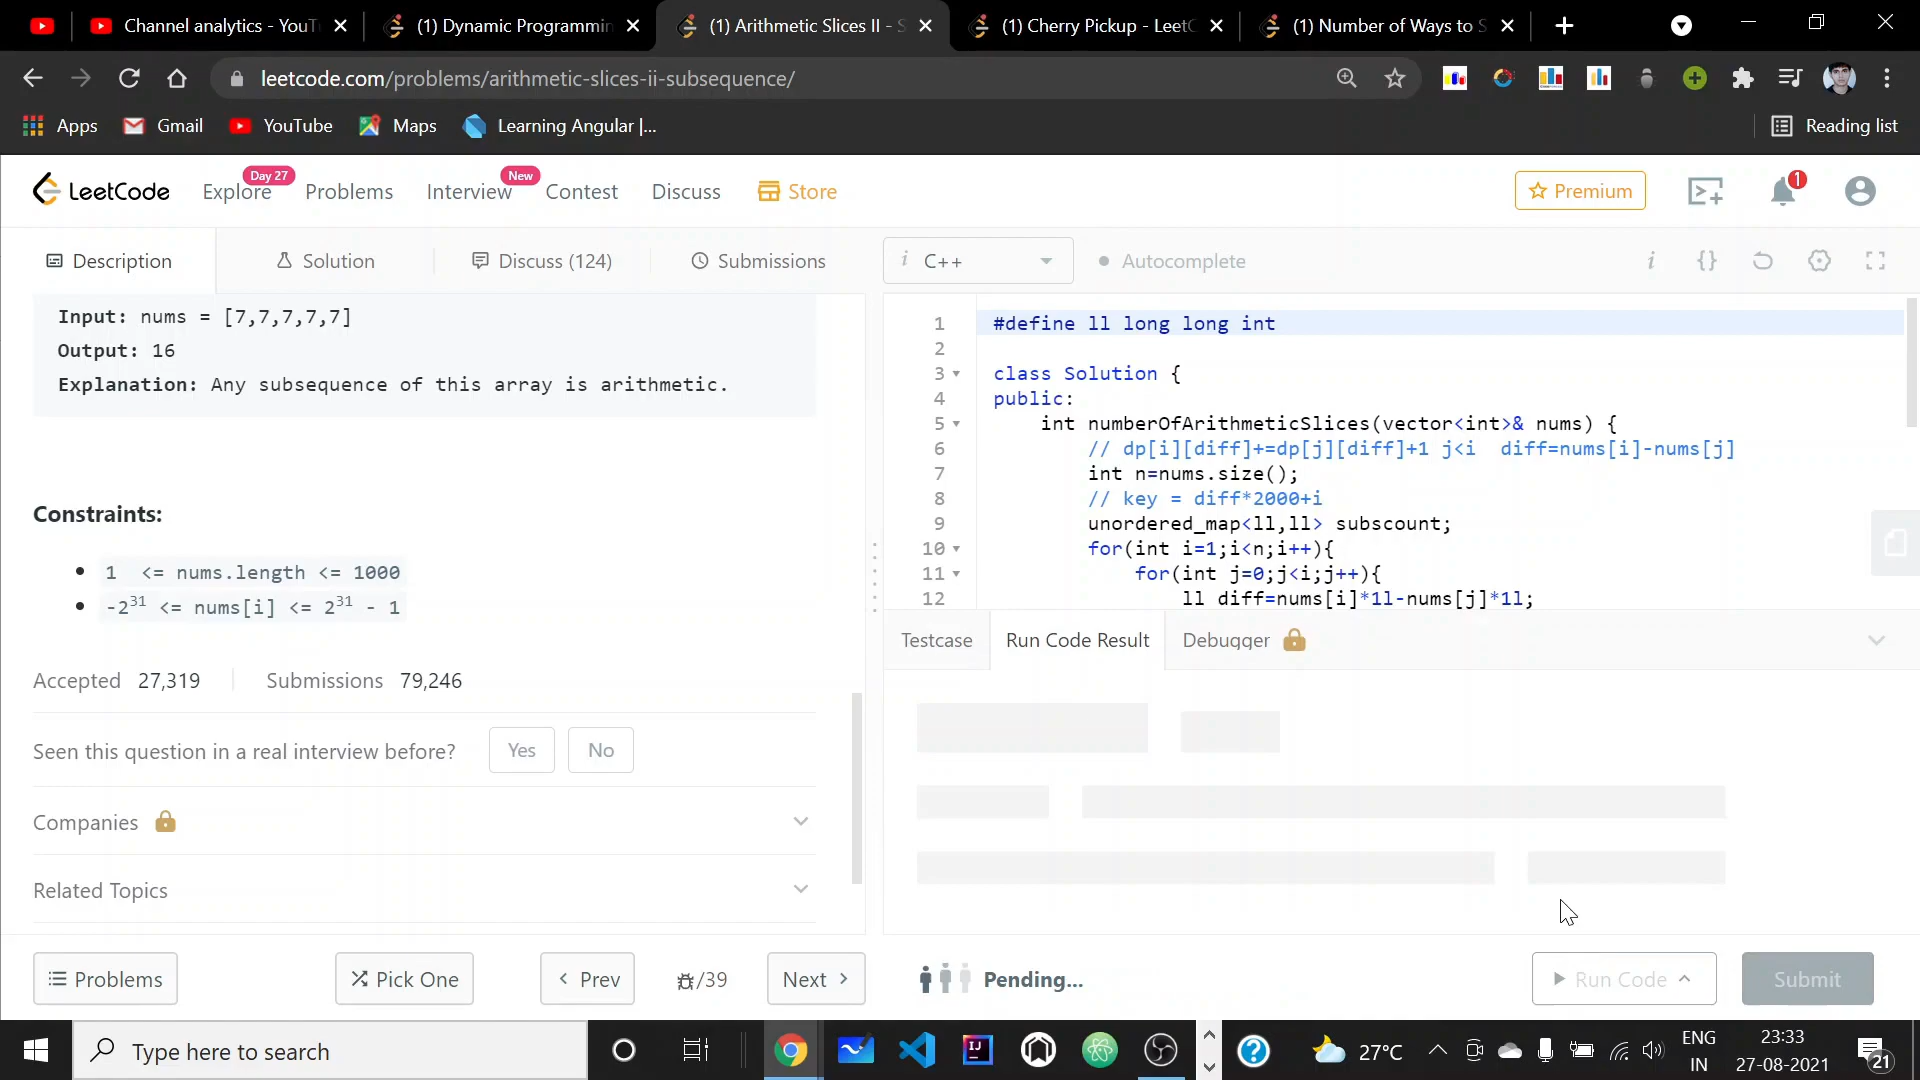 Channel analytics - YouT
(1) Dynamic Programmin
(1) Arithmetic Slices II - S
(1) Cherry Pickup - LeetC
(1) Number of Ways to S
leetcode.com/problems/arithmetic-slices-ii-subsequence/
Apps
Gmail
YouTube
Maps
Learning Angular |...
Reading list
LeetCode
Explore
Day 27
Problems
Interview
New
Contest
Discuss
Store
Premium
1
Description
Solution
Discuss (124)
Submissions
i C++
Autocomplete
i {}
Input: nums = [7,7,7,7,7]
Output: 16
Explanation: Any subsequence of this array is arithmetic.
Constraints:
1 <= nums.length <= 1000
-2^31 <= nums[i] <= 2^31 - 1
Accepted 27,319
Submissions 79,246
Seen this question in a real interview before?
Yes
No
Companies
Related Topics
1 #define ll long long int
2
3 class Solution {
4 public:
5 int numberOfArithmeticSlices(vector<int>& nums) {
6 // dp[i][diff]+=dp[j][diff]+1 j<i diff=nums[i]-nums[j]
7 int n=nums.size();
8 // key = diff*2000+i
9 unordered_map<ll,ll> subscount;
10 for(int i=1;i<n;i++){
11 for(int j=0;j<i;j++){
12 ll diff=nums[i]*1l-nums[j]*1l;
Testcase
Run Code Result
Debugger
Problems
Pick One
Prev
/39
Next
Pending...
Run Code
Submit
Type here to search
IJ
27°C
ENG
IN
23:33
27-08-2021
21